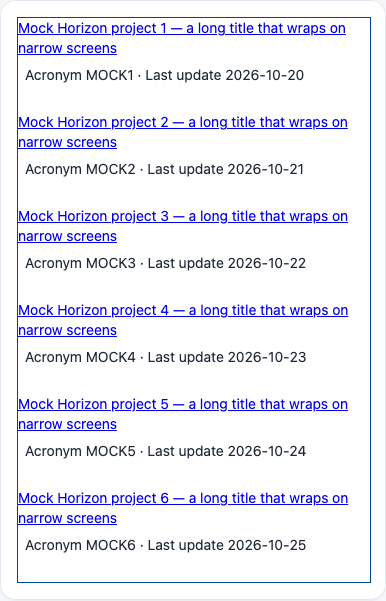 Mock Horizon project 1 — a long title that wraps on
narrow screens
Acronym MOCK1 · Last update 2026-10-20
Mock Horizon project 2 — a long title that wraps on
narrow screens
Acronym MOCK2 · Last update 2026-10-21
Mock Horizon project 3 — a long title that wraps on
narrow screens
Acronym MOCK3 · Last update 2026-10-22
Mock Horizon project 4 — a long title that wraps on
narrow screens
Acronym MOCK4 · Last update 2026-10-23
Mock Horizon project 5 — a long title that wraps on
narrow screens
Acronym MOCK5 · Last update 2026-10-24
Mock Horizon project 6 — a long title that wraps on
narrow screens
Acronym MOCK6 · Last update 2026-10-25